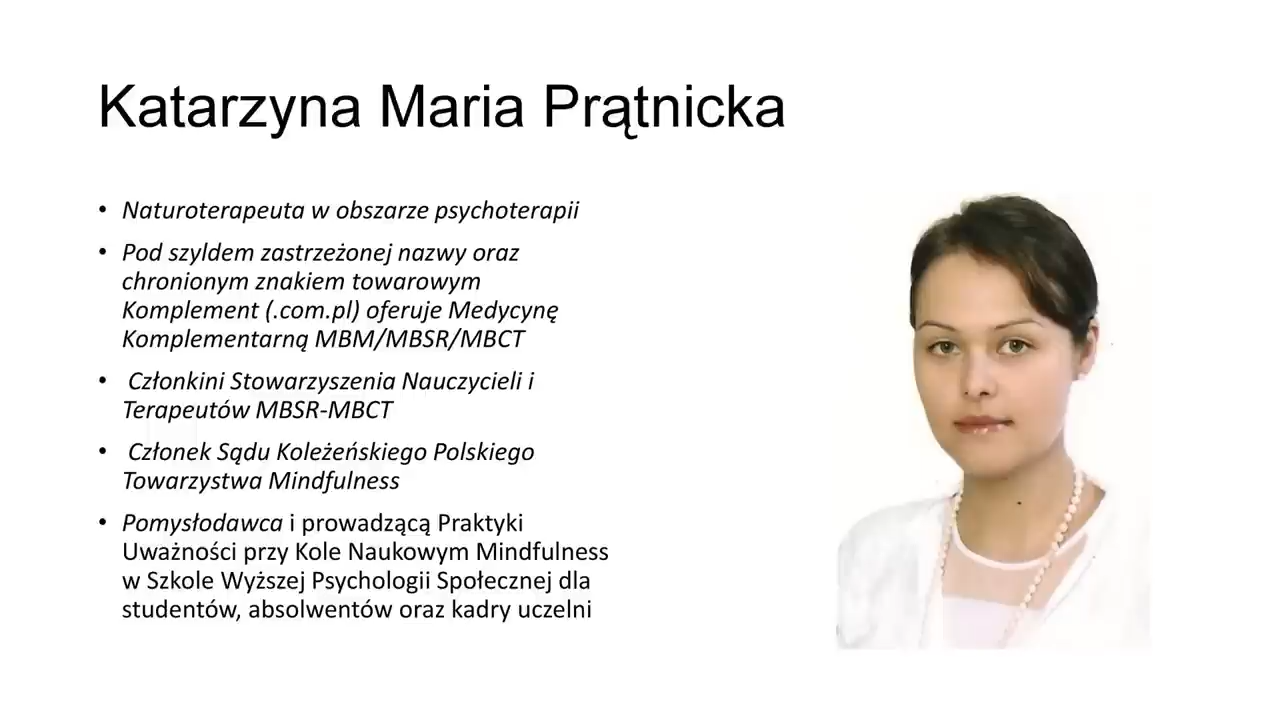 Katarzyna Maria Prątnicka
• Naturoterapeuta w obszarze psychoterapii
• Pod szyldem zastrzeżonej nazwy oraz
chronionym znakiem towarowym
Komplement (.com.pl) oferuje Medycynę
Komplementarną MBM/MBSR/MBCT
• Członkini Stowarzyszenia Nauczycieli i
Terapeutów MBSR-MBCT
• Członek Sądu Koleżeńskiego Polskiego
Towarzystwa Mindfulness
• Pomysłodawca i prowadzącą Praktyki
Uważności przy Kole Naukowym Mindfulness
w Szkole Wyższej Psychologii Społecznej dla
studentów, absolwentów oraz kadry uczelni